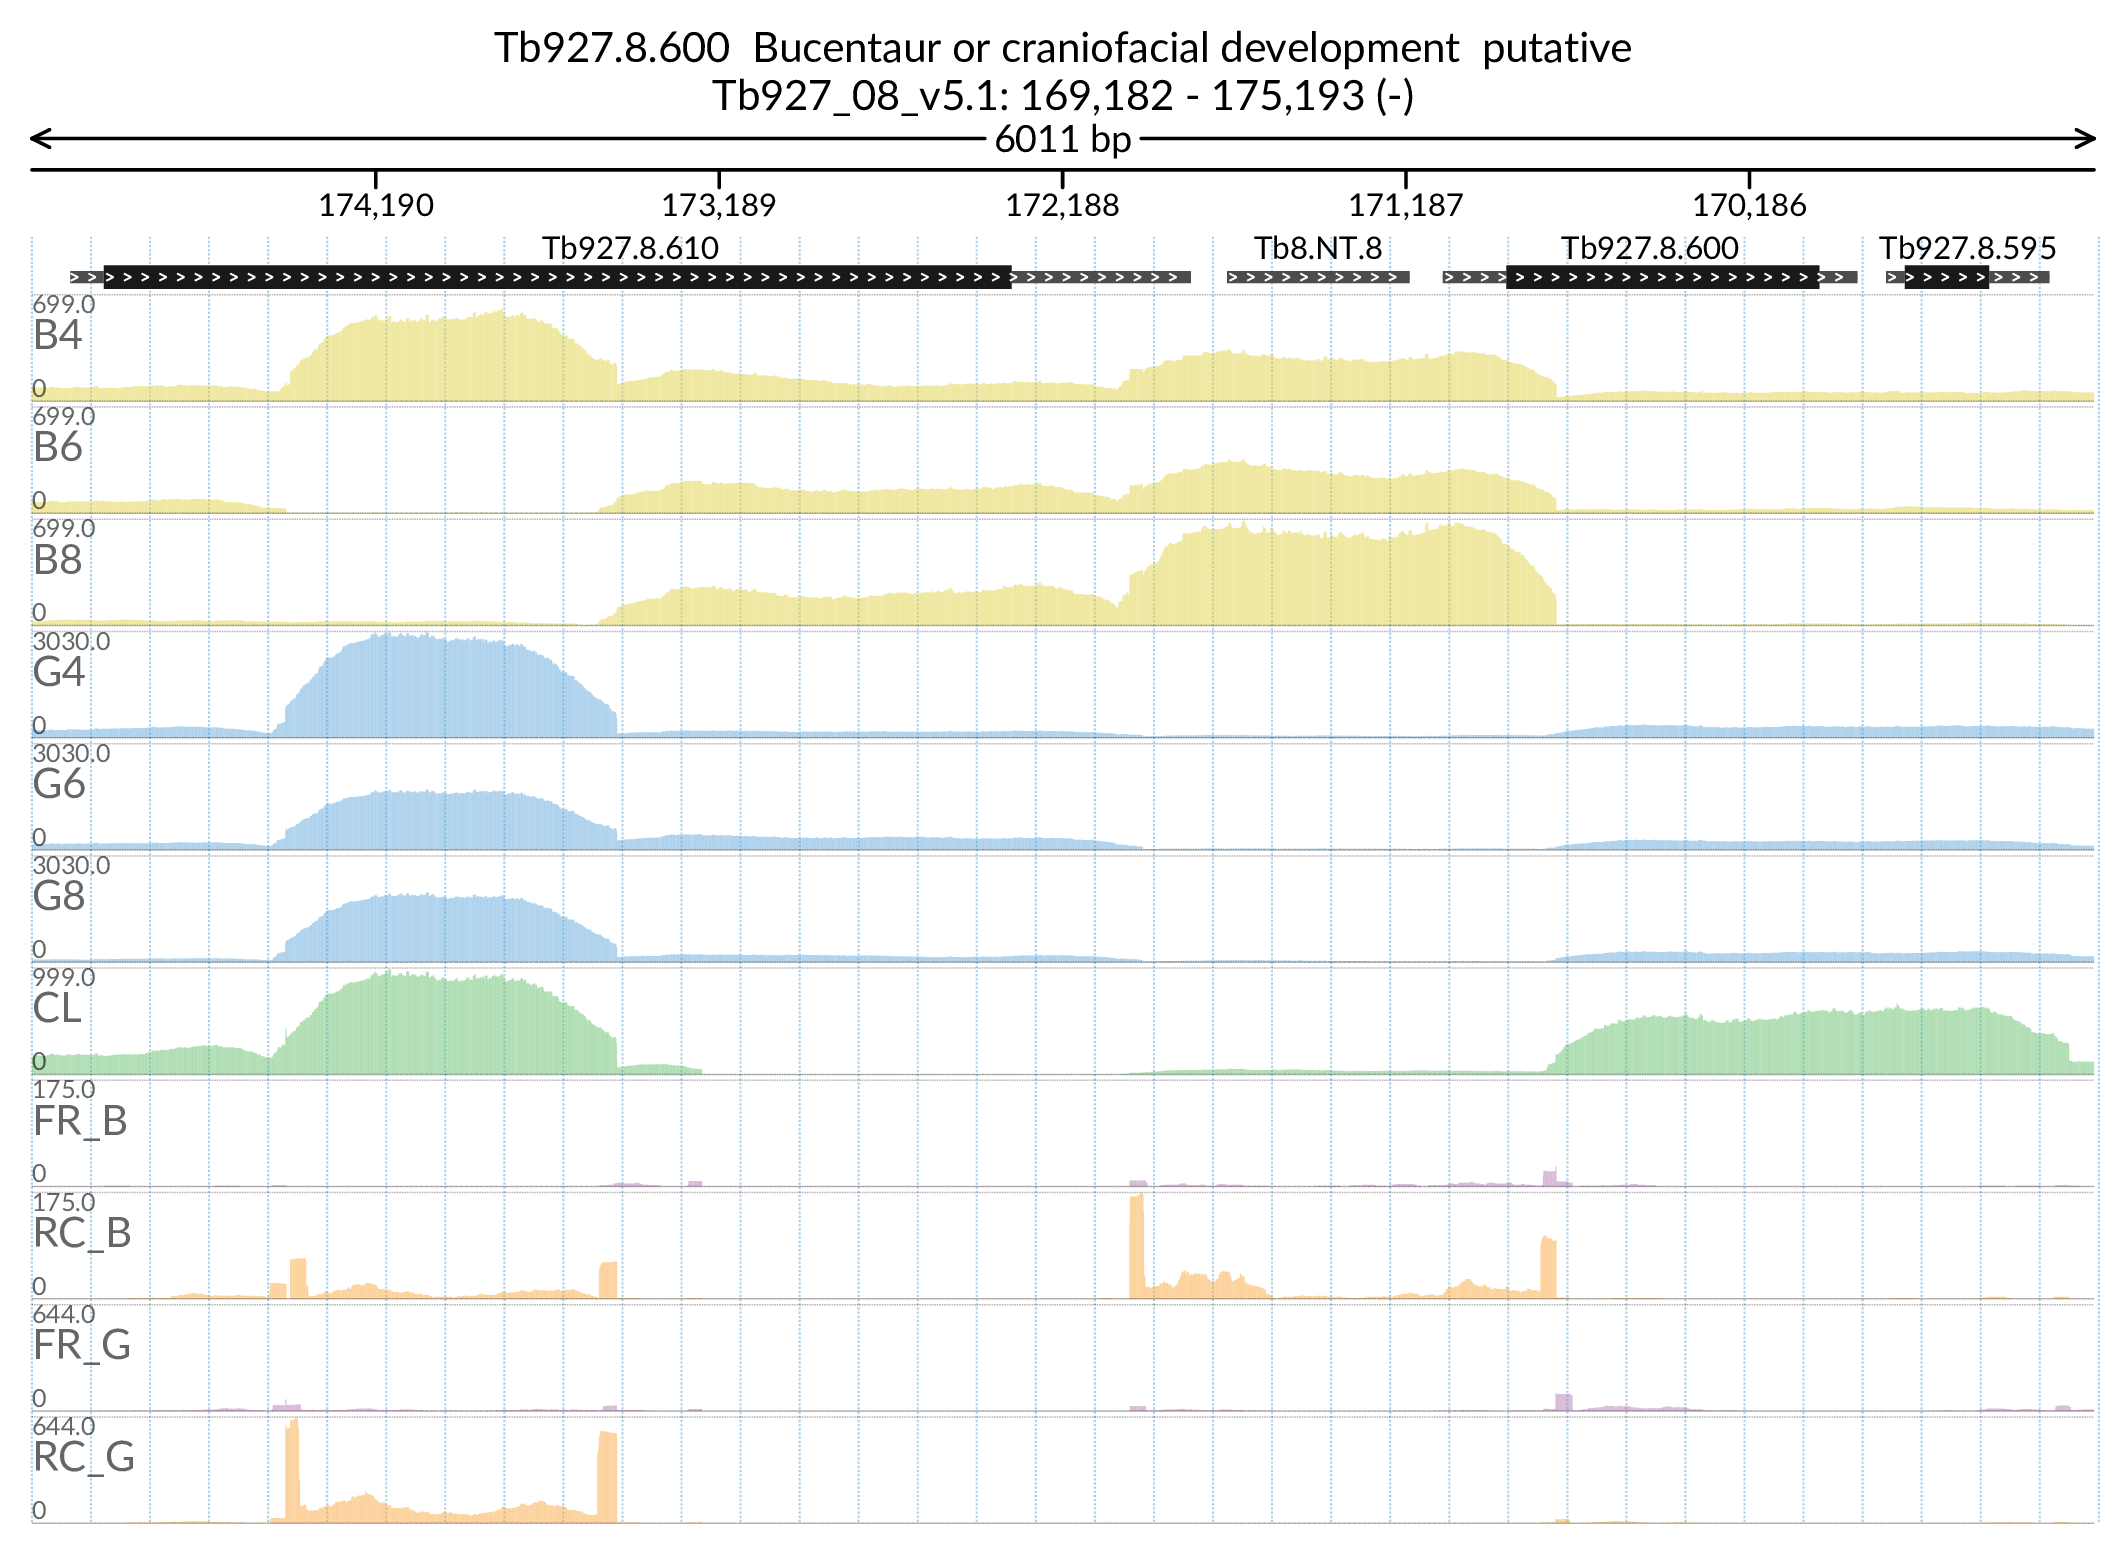 Tb927.8.600  Bucentaur or craniofacial development  putative
Tb927_08_v5.1: 169,182 - 175,193 (-)
6011 bp
174,190 173,189 172,188 171,187 170,186
Tb927.8.610 Tb8.NT.8 Tb927.8.600 Tb927.8.595
699.0
B4
0
699.0
B6
0
699.0
B8
0
3030.0
G4
0
3030.0
G6
0
3030.0
G8
0
999.0
CL
0
175.0
FR_B
0
175.0
RC_B
0
644.0
FR_G
0
644.0
RC_G
0